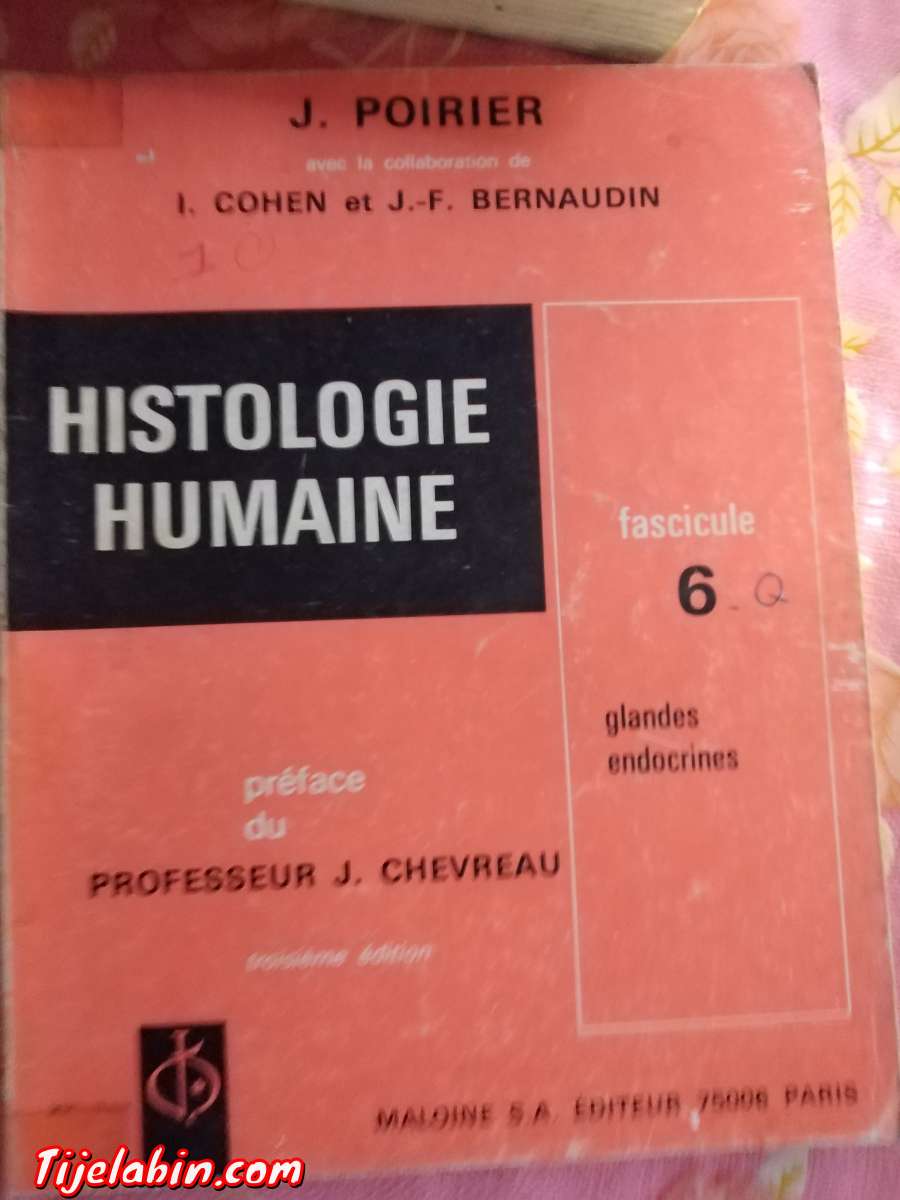 J. POIRIER
avec la collaboration de
I. COHEN et J.-F. BERNAUDIN
HISTOLOGIE
HUMAINE
fascicule
6
glandes
endocrines
préface
du
PROFESSEUR J. CHEVREAU
troisième édition
MALOINE S.A. ÉDITEUR 75006 PARIS
Tijelabin.com